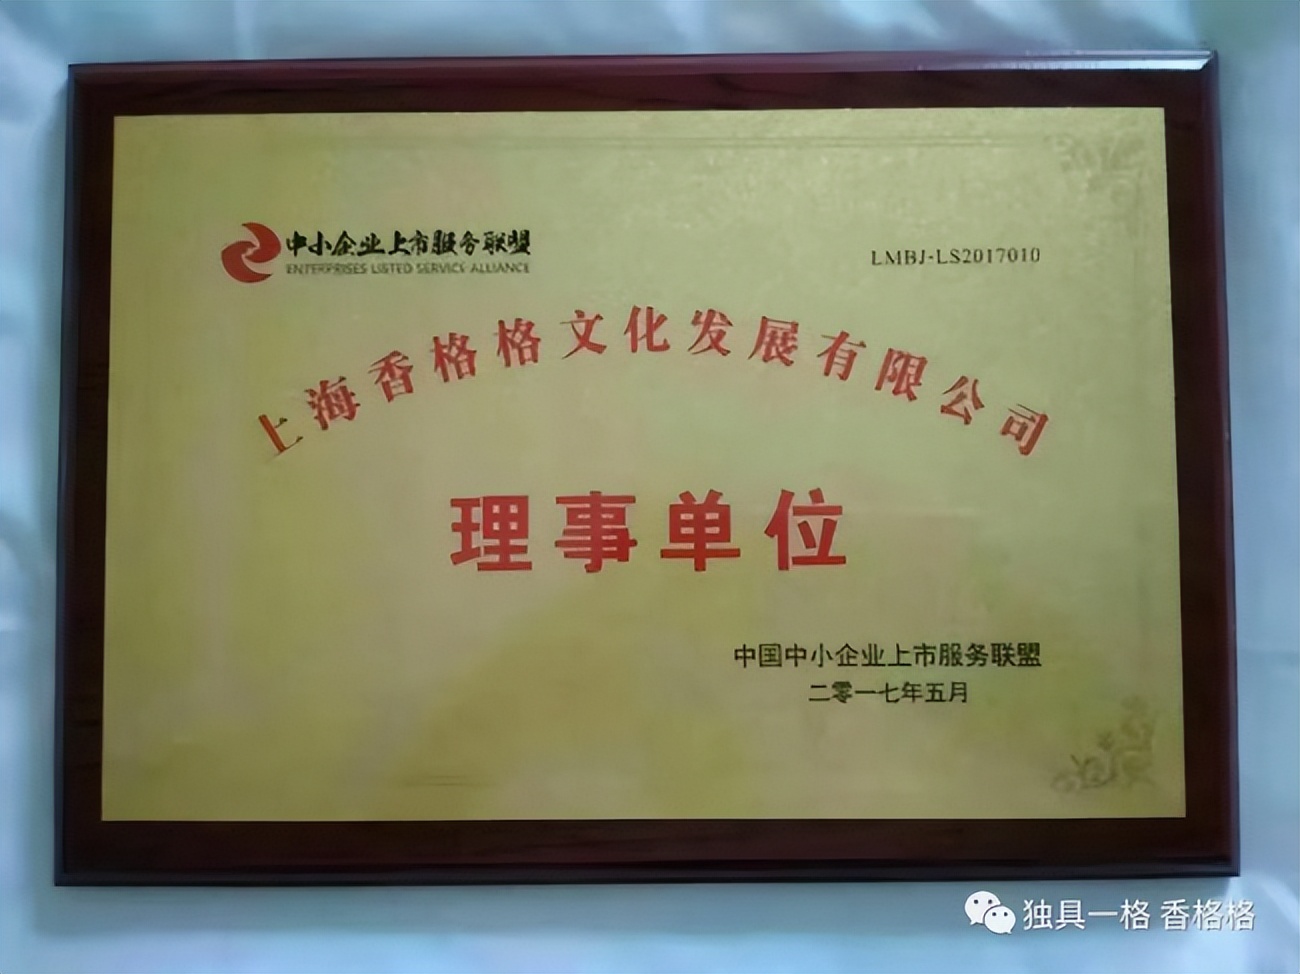 中小企业上市服务联盟
ENTERPRISES LISTED SERVICE ALLIANCE
LMBJ-LS2017010
上海香格格文化发展有限公司
理事单位
中国中小企业上市服务联盟
二零一七年五月
独具一格 香格格